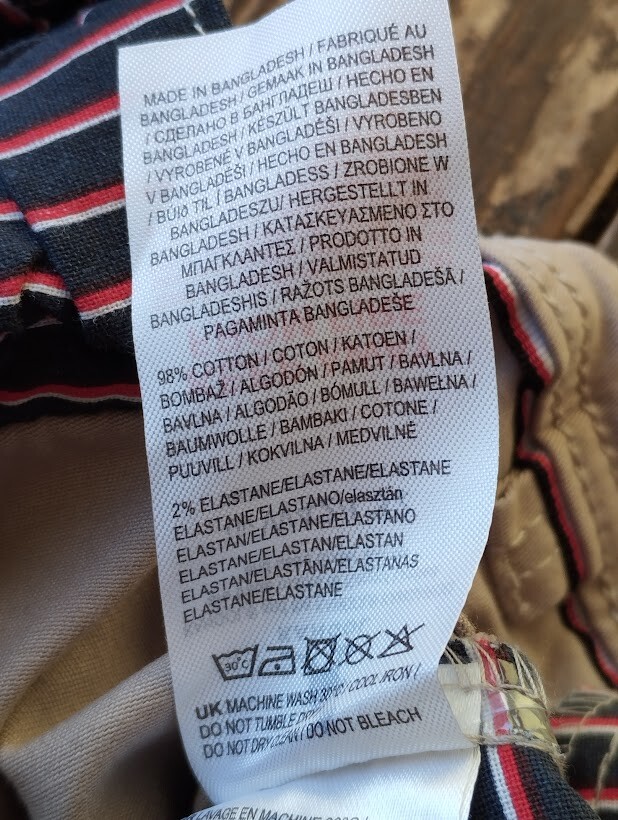 MADE IN BANGLADESH / FABRIQUÉ AU
BANGLADESH / GEMAAK IN BANGLADESH
/ СДЕЛАНО В БАНГЛАДЕШ / HECHO EN
BANGLADESH / KÉSZÜLT BANGLADESBEN
/ VYROBENÉ V BANGLADÉŠI / VYROBENO
V BANGLADÉŠI / HECHO EN BANGLADESH
/ BÚIÐ TIL Í BANGLADESS / ZROBIONE W
BANGLADESZU/ HERGESTELLT IN
BANGLADESH / ΚΑΤΑΣΚΕΥΑΣΜΕΝΟ ΣΤΟ
ΜΠΑΓΚΛΑΝΤΕΣ / PRODOTTO IN
BANGLADESH / VALMISTATUD
BANGLADESHIS / RAŽOTS BANGLADEŠĀ /
PAGAMINTA BANGLADEŠE
98% COTTON / COTON / KATOEN /
BOMBAŽ / ALGODÓN / PAMUT / BAVLNA /
BAVLNA / ALGODÃO / BÓMULL / BAWEŁNA /
BAUMWOLLE / BAMBAKI / COTONE /
PUUVILL / KOKVILNA / MEDVILNĖ
2% ELASTANE/ELASTANE/ELASTANE
ELASTANE/ELASTANO/elasztán
ELASTAN/ELASTANE/ELASTANO
ELASTANE/ELASTAN/ELASTAN
ELASTAN/ELASTĀNA/ELASTANAS
ELASTANE/ELASTANE
30°C
UK MACHINE WASH 30°C/ COOL IRON /
DO NOT TUMBLE DRY/
DO NOT DRY CLEAN / DO NOT BLEACH
LAVAGE EN MACHINE